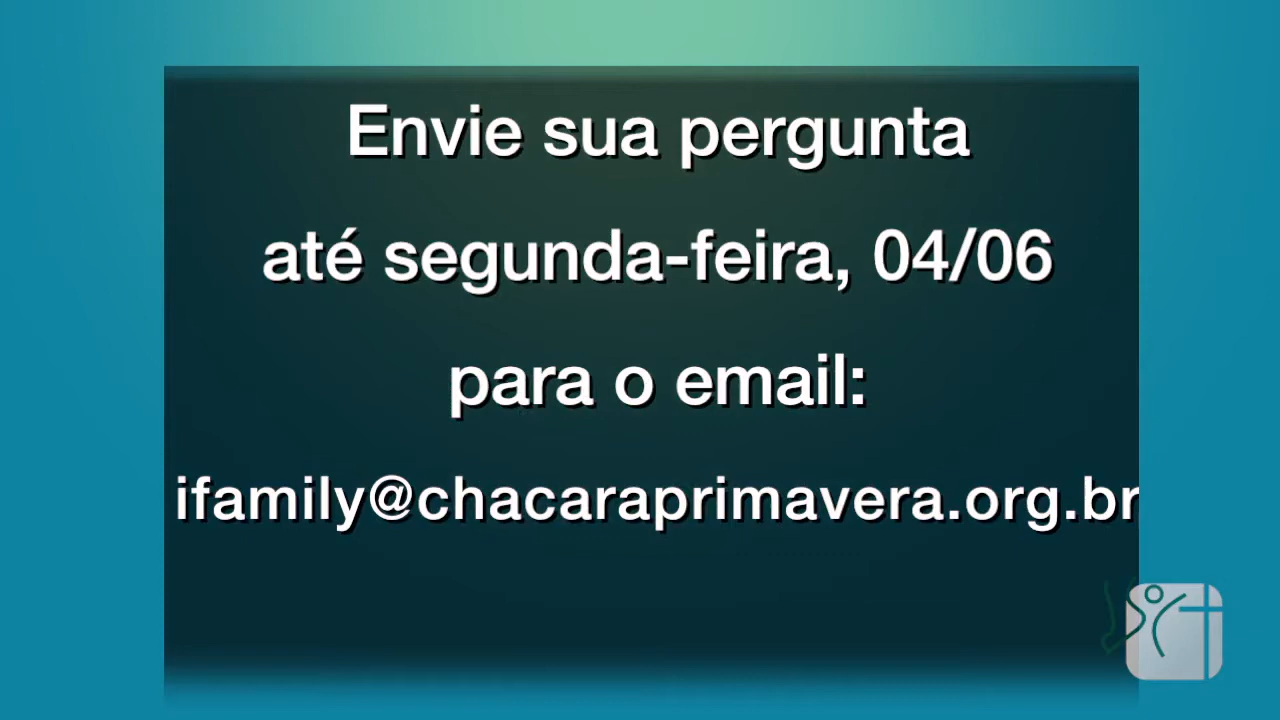 Envie sua pergunta
até segunda-feira, 04/06
para o email:
ifamily@chacaraprimavera.org.br